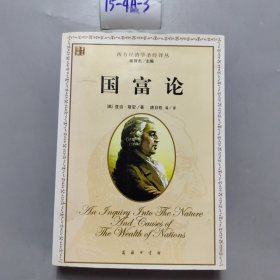 15-4A-3
西方经济学圣经译丛
国富论
[英] 亚当·斯密/著
An Inquiry Into The Nature
And Causes of
The Wealth of Nations